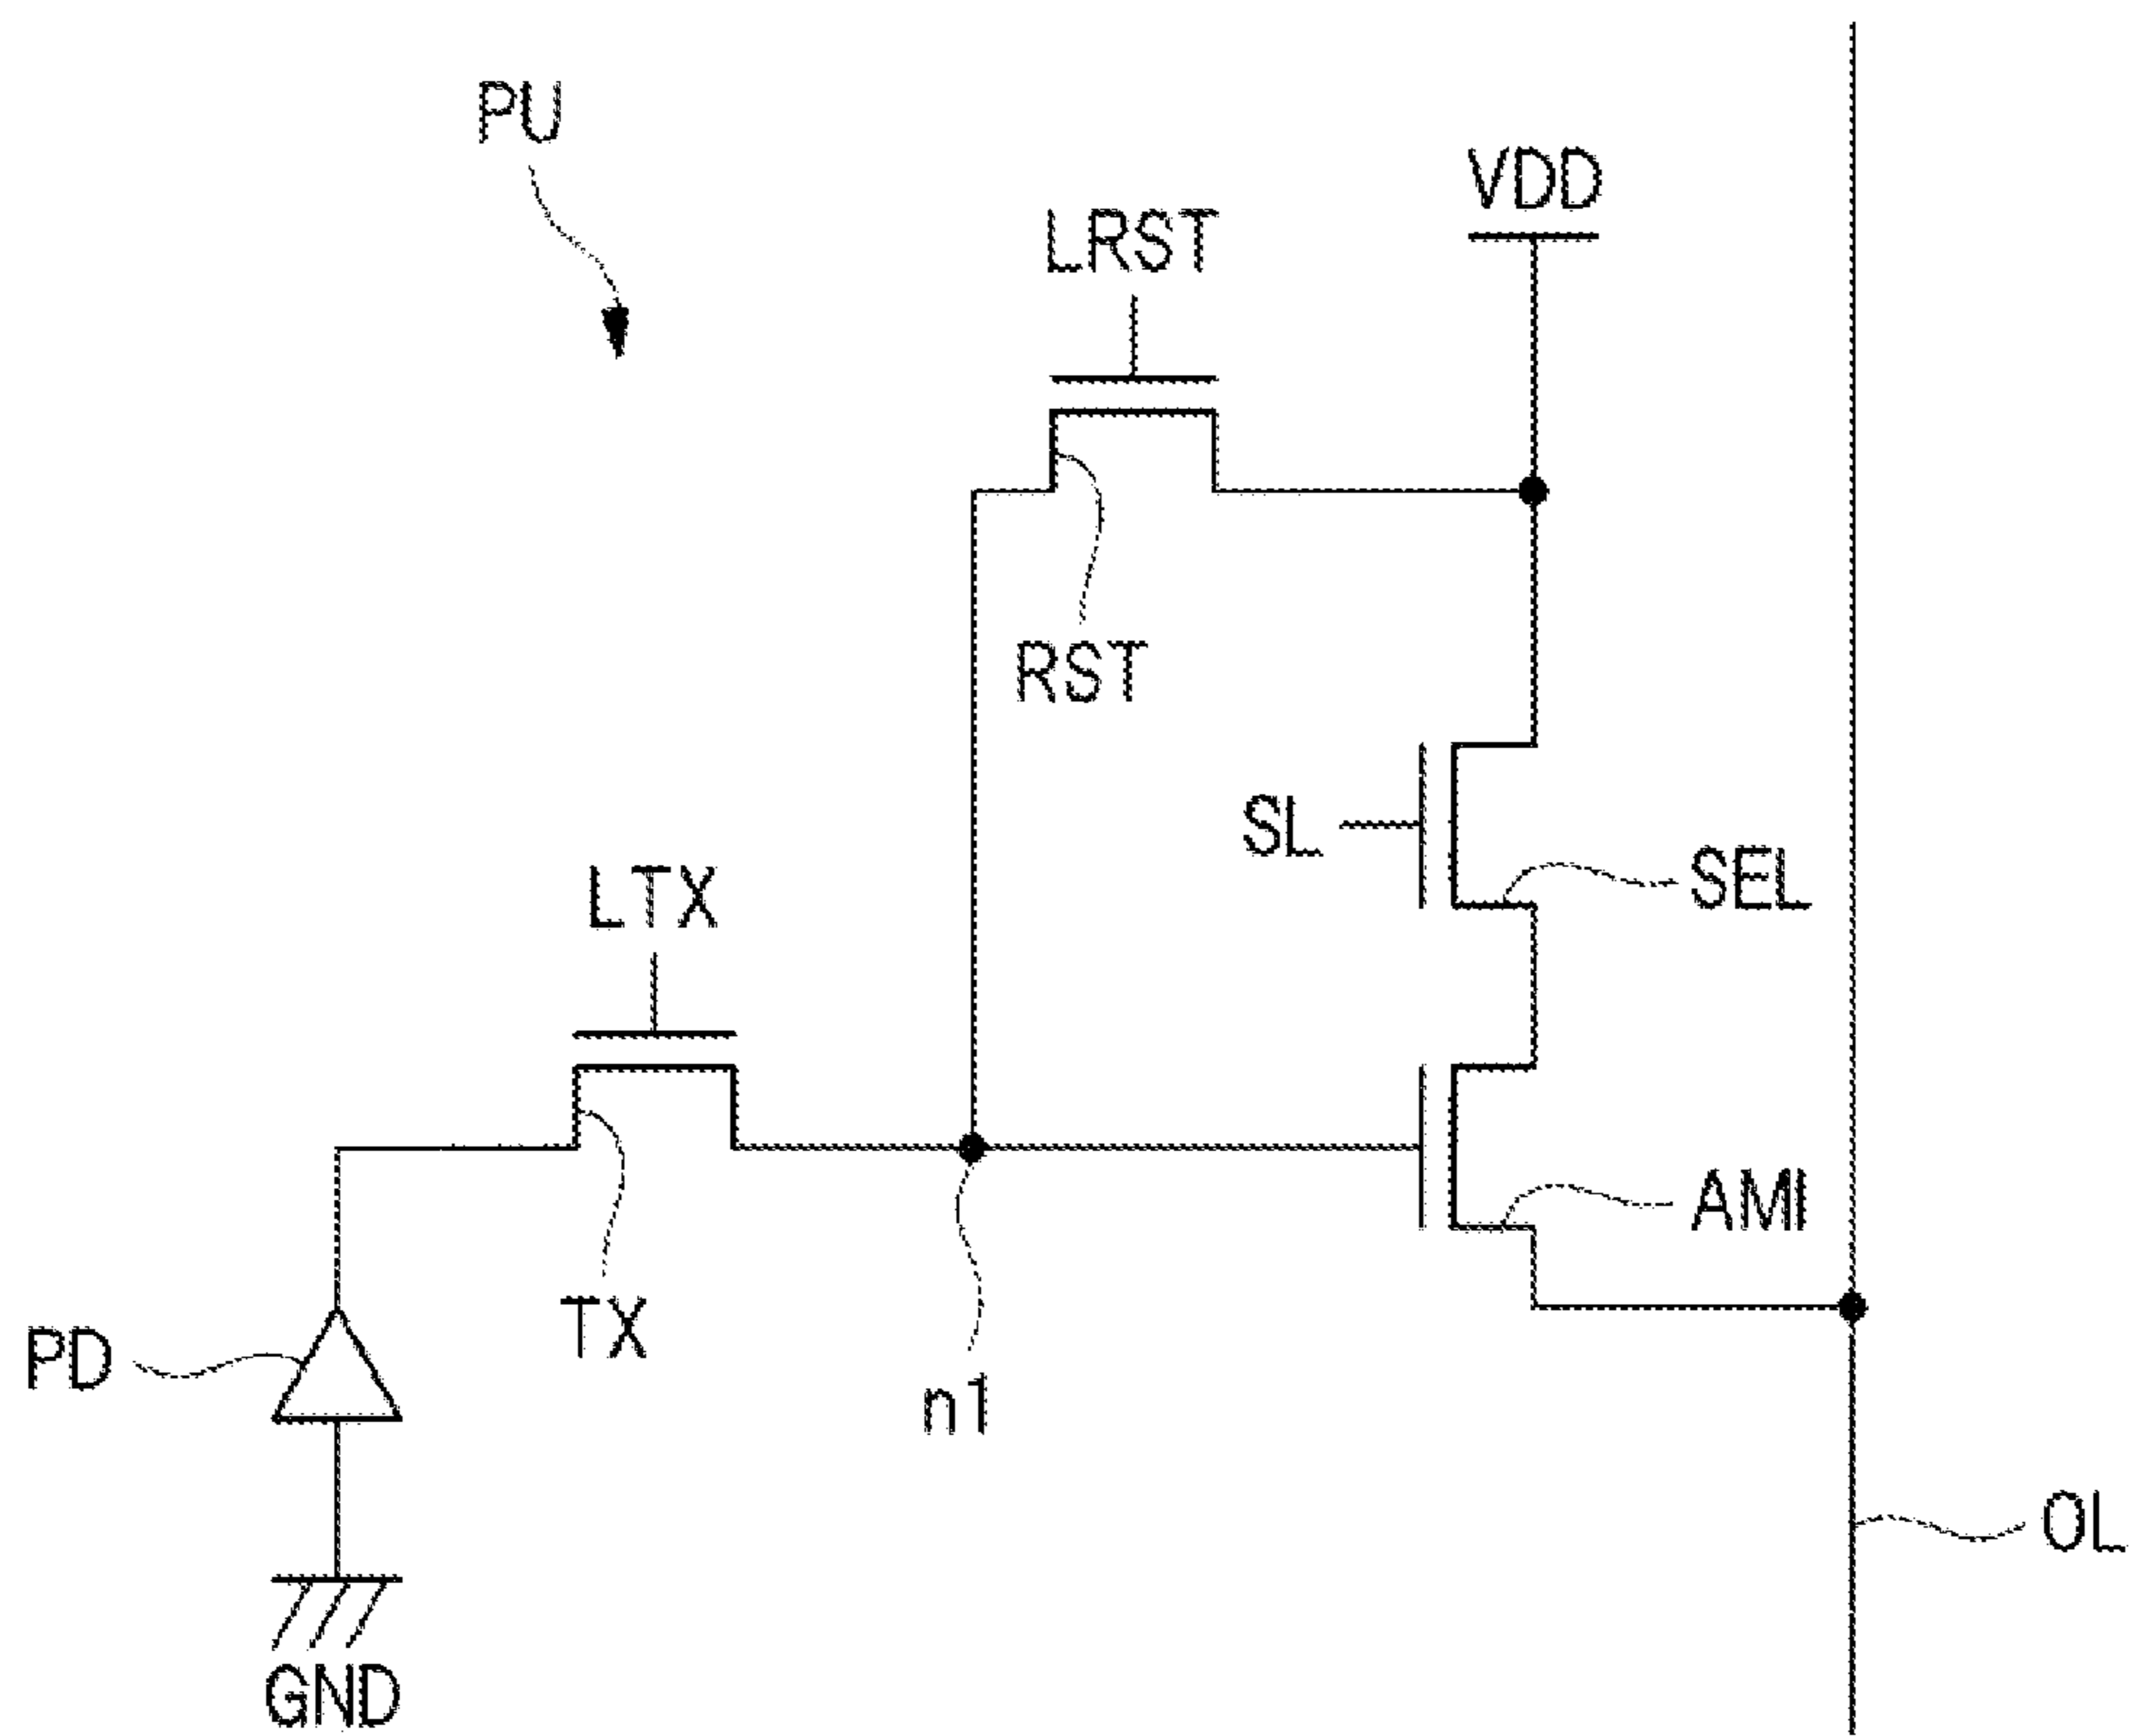 PU
VDD
LRST
RST
SL
SEL
LTX
AMI
TX
PD
n1
OL
GND